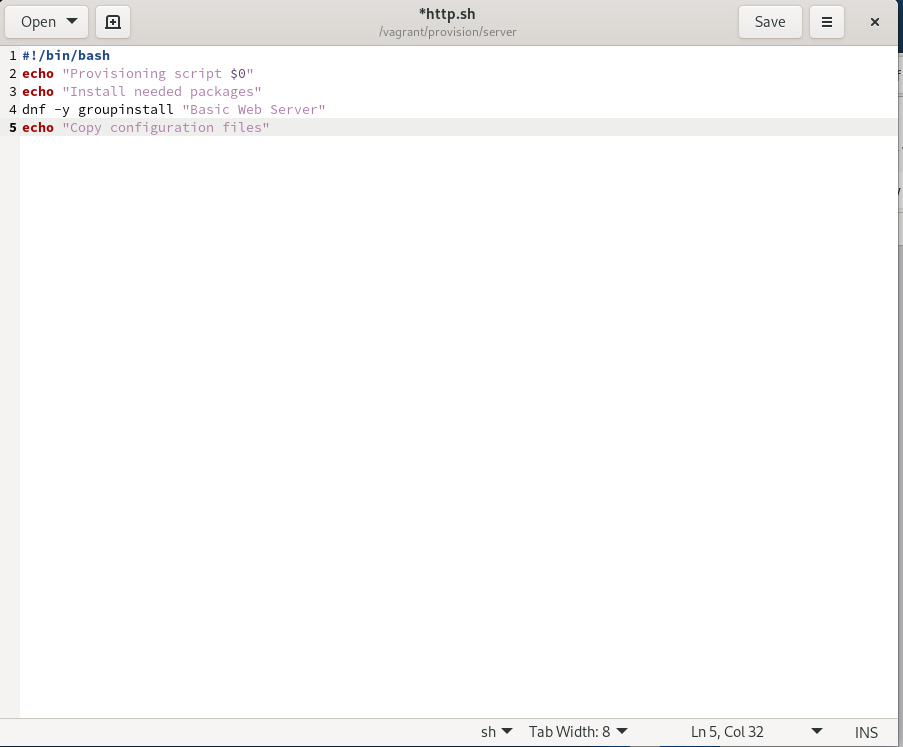 Open
*http.sh
/vagrant/provision/server
Save
1 #!/bin/bash
2 echo "Provisioning script $0"
3 echo "Install needed packages"
4 dnf -y groupinstall "Basic Web Server"
5 echo "Copy configuration files"
sh Tab Width: 8 Ln 5, Col 32 INS